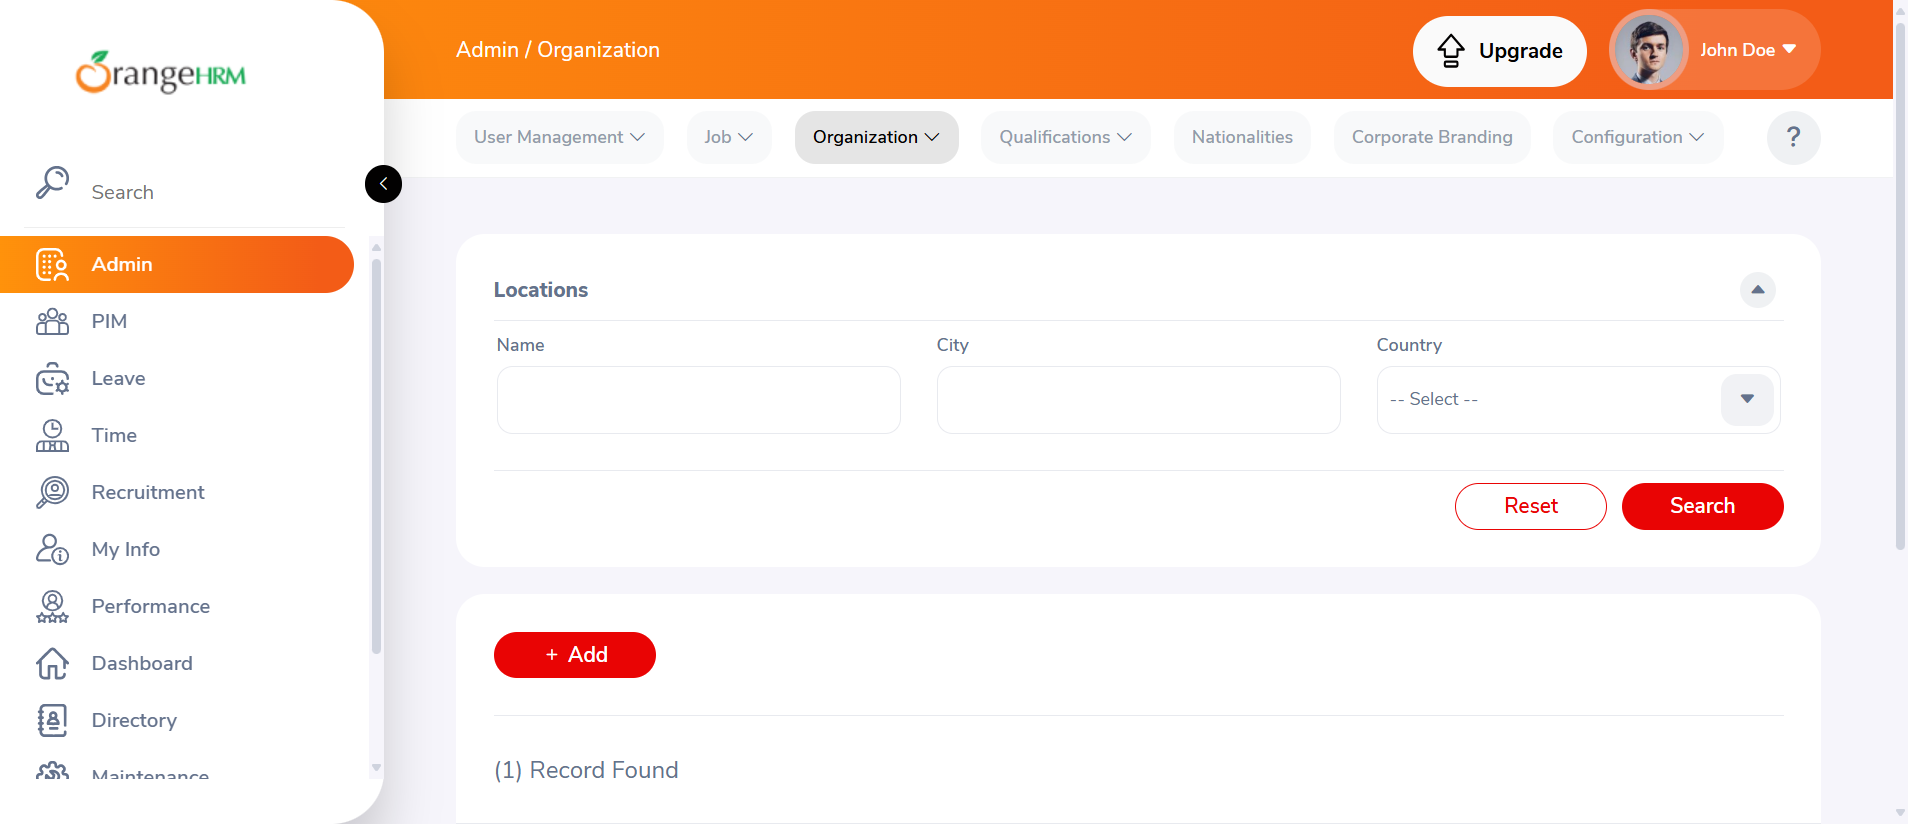 OrangeHRM
Admin / Organization
Upgrade
John Doe
User Management
Job
Organization
Qualifications
Nationalities
Corporate Branding
Configuration
?
Search
Admin
PIM
Leave
Time
Recruitment
My Info
Performance
Dashboard
Directory
Maintenance
Locations
Name
City
Country
-- Select --
Reset
Search
+ Add
(1) Record Found